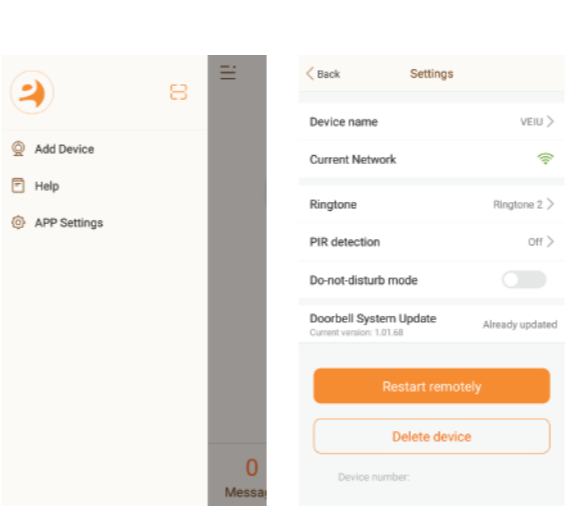 Add Device
Help
APP Settings
0
Back
Settings
Device name
VEIU
Current Network
Ringtone
Ringtone 2
PIR detection
Off
Do-not-disturb mode
Doorbell System Update
Already updated
Current version: 1.01.68
Restart remotely
Delete device
Device number: